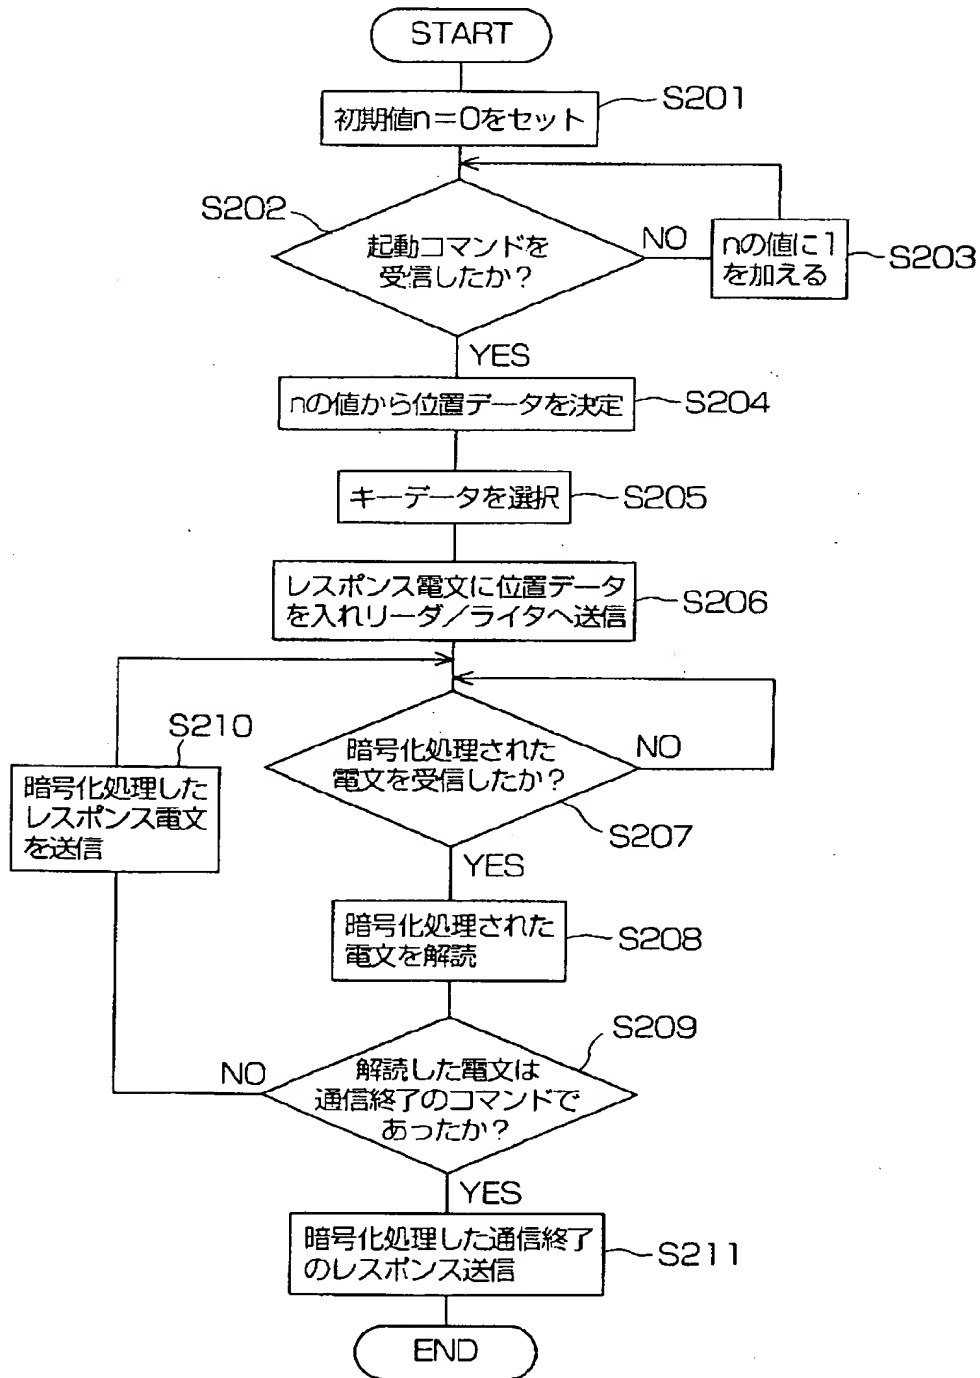 START
初期値n=0をセット
S201
S202
起動コマンドを
受信したか?
NO
nの値に1
を加える
S203
YES
nの値から位置データを決定
S204
キーデータを選択
S205
レスポンス電文に位置データ
を入れリーダ/ライタへ送信
S206
S210
暗号化処理した
レスポンス電文
を送信
暗号化処理された
電文を受信したか?
NO
S207
YES
暗号化処理された
電文を解読
S208
S209
解読した電文は
通信終了のコマンドで
あったか?
NO
YES
暗号化処理した通信終了
のレスポンス送信
S211
END